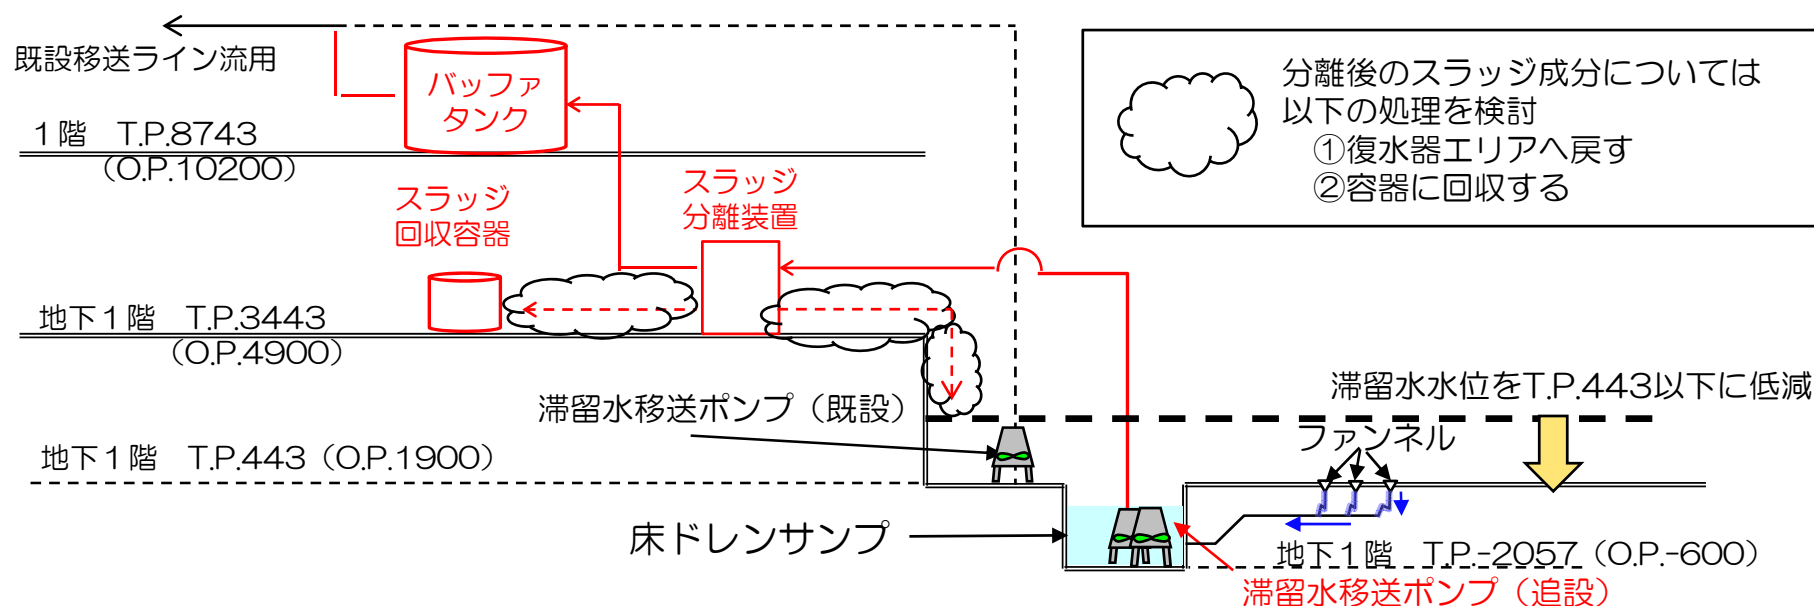 既設移送ライン流用
バッファ
タンク
1階 T.P.8743
(O.P.10200)
スラッジ
回収容器
スラッジ
分離装置
分離後のスラッジ成分については
以下の処理を検討
①復水器エリアへ戻す
②容器に回収する
地下1階 T.P.3443
(O.P.4900)
滞留水移送ポンプ(既設)
滞留水水位をT.P.443以下に低減
ファンネル
地下1階 T.P.443(O.P.1900)
床ドレンサンプ
地下1階 T.P.-2057(O.P.-600)
滞留水移送ポンプ(追設)